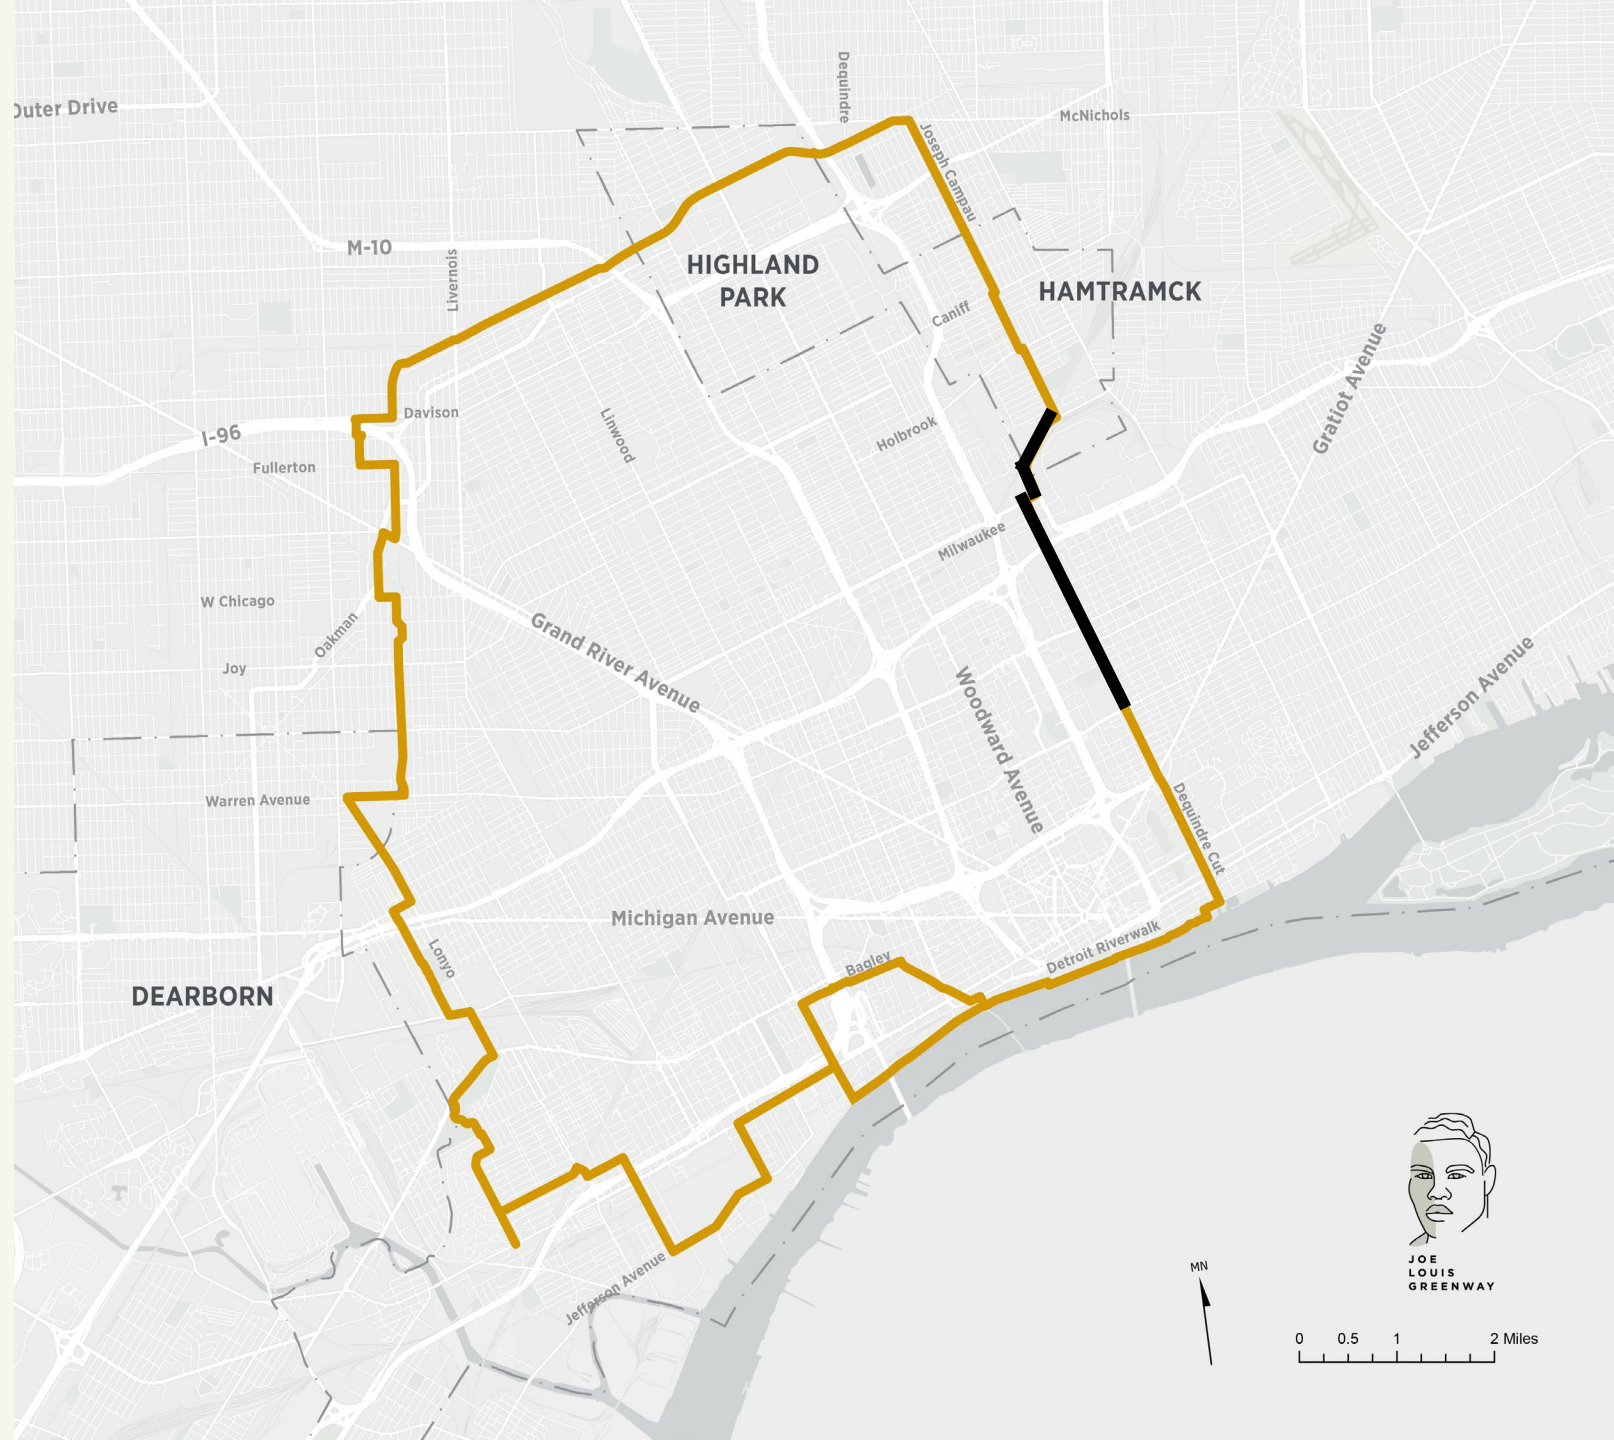 Outer Drive
Dequindre
McNichols
Joseph Campau
M-10
Livernois
HIGHLAND
PARK
HAMTRAMCK
Caniff
Gratiot Avenue
Davison
I-96
Linwood
Holbrook
Fullerton
Milwaukee
W Chicago
Oakman
Grand River Avenue
Joy
Woodward Avenue
Jefferson Avenue
Warren Avenue
Dequindre Cut
Michigan Avenue
Lonyo
Bagley
Detroit Riverwalk
DEARBORN
Jefferson Avenue
JOE
LOUIS
GREENWAY
MN
0 0.5 1 2 Miles